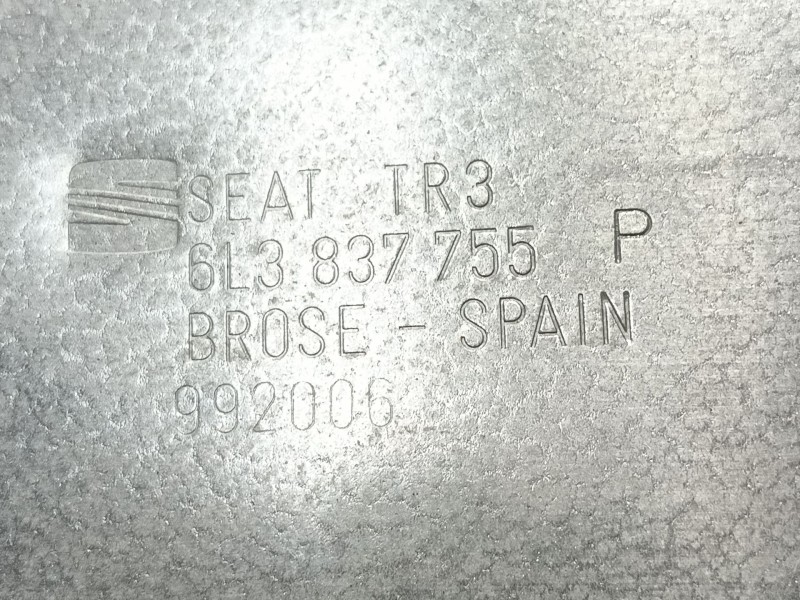 SEAT TR3
6L3 837 755 P
BROSE - SPAIN
992006